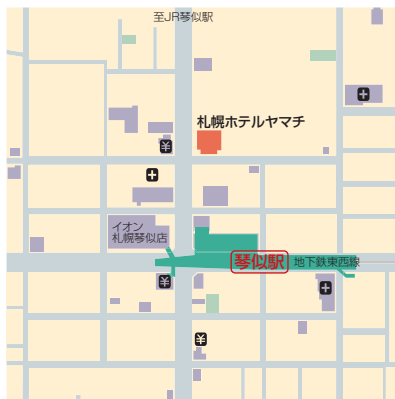 至JR琴似駅
札幌ホテルヤマチ
イオン
札幌琴似店
琴似駅
地下鉄東西線